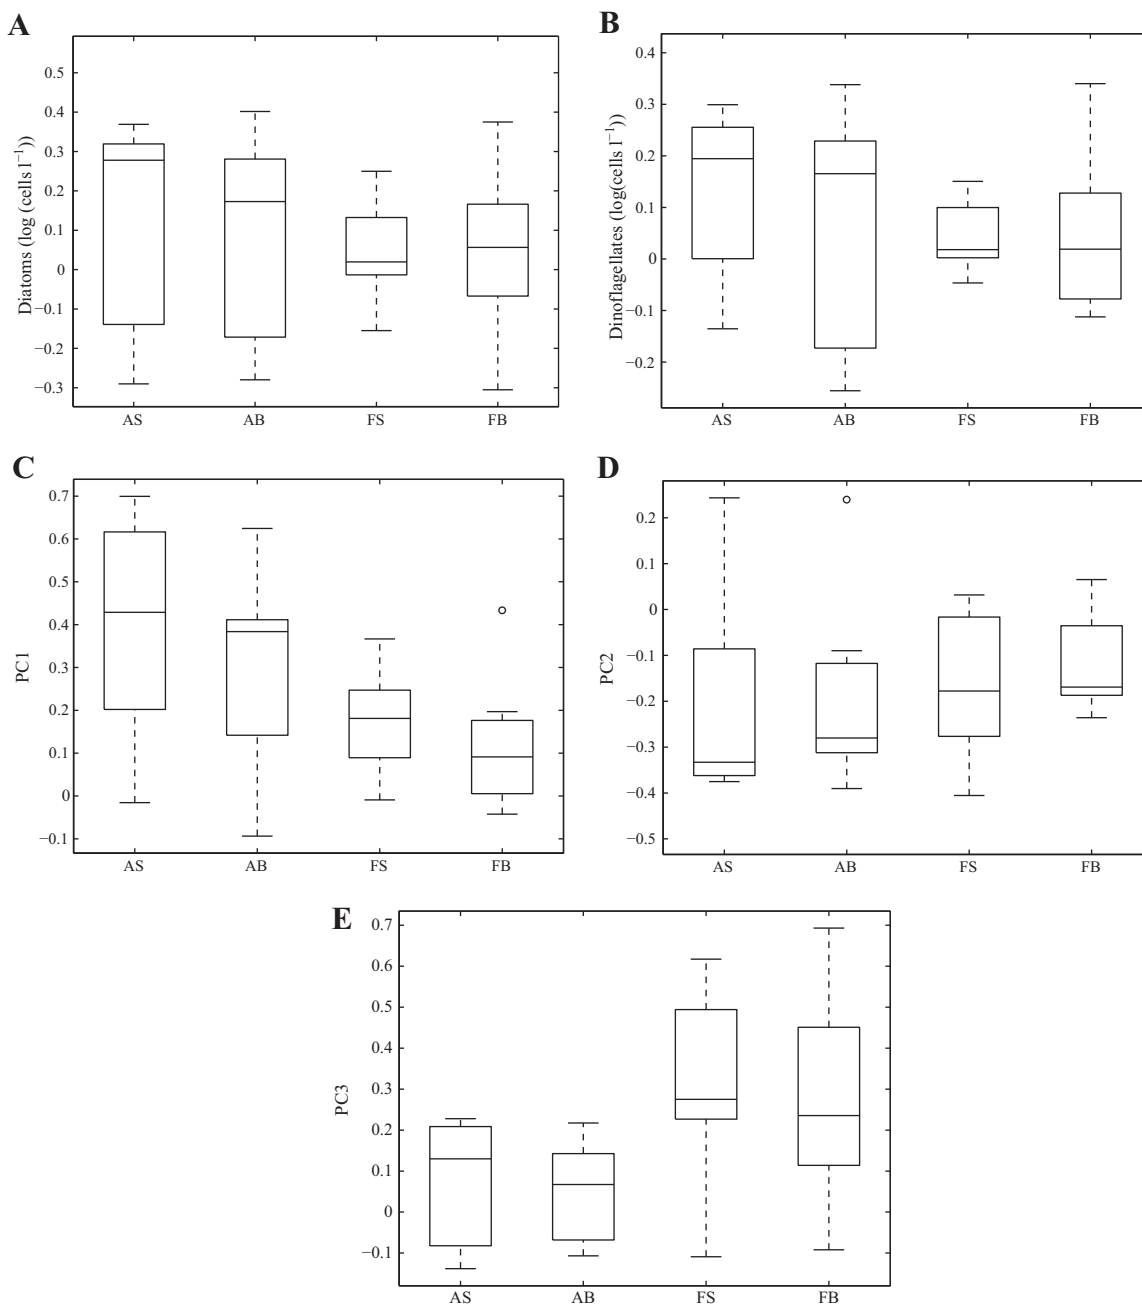 A
Diatoms (log (cells l⁻¹))
0.5
0.4
0.3
0.2
0.1
0
−0.1
−0.2
−0.3
AS AB FS FB
B
Dinoflagellates (log(cells l⁻¹))
0.4
0.3
0.2
0.1
0
−0.1
−0.2
AS AB FS FB
C
PC1
0.7
0.6
0.5
0.4
0.3
0.2
0.1
0
−0.1
AS AB FS FB
D
PC2
0.2
0.1
0
−0.1
−0.2
−0.3
−0.4
−0.5
AS AB FS FB
E
PC3
0.7
0.6
0.5
0.4
0.3
0.2
0.1
0
−0.1
AS AB FS FB